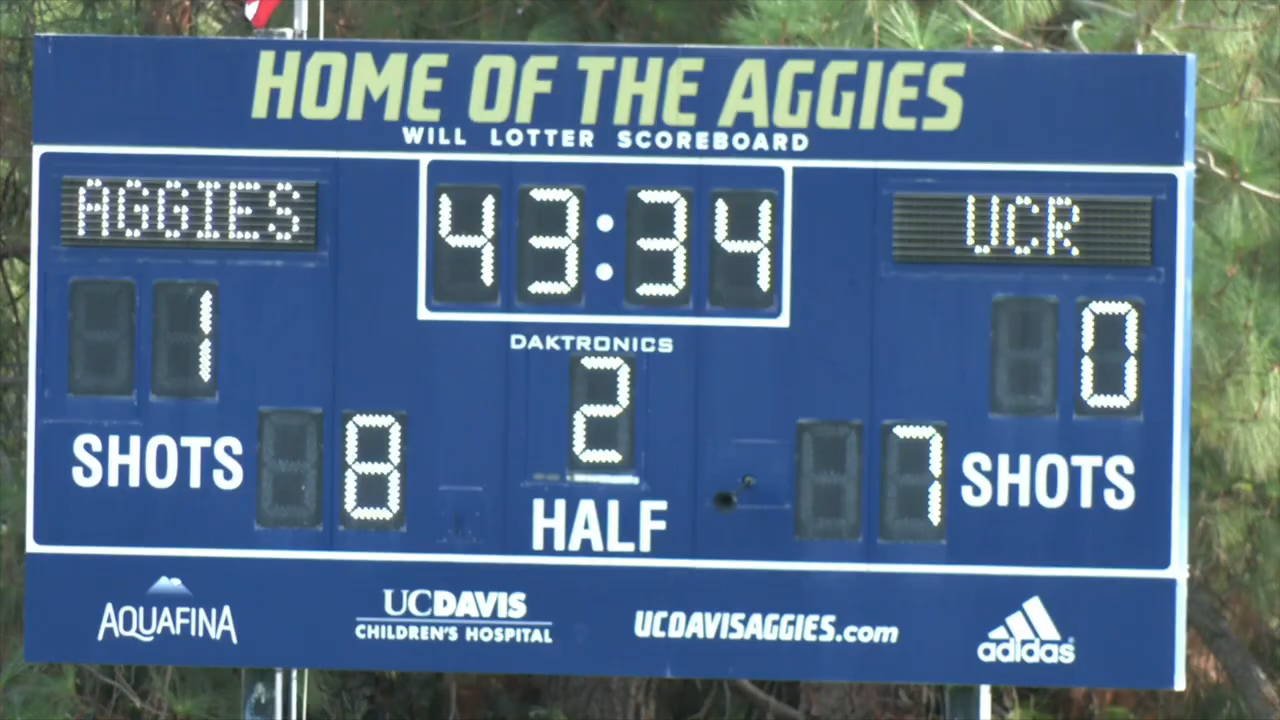 HOME OF THE AGGIES
WILL LOTTER SCOREBOARD
AGGIES
43:34
UCR
1
DAKTRONICS
0
2
SHOTS
8
HALF
7
SHOTS
AQUAFINA
UCDAVIS
CHILDREN'S HOSPITAL
UCDAVISAGGIES.com
adidas